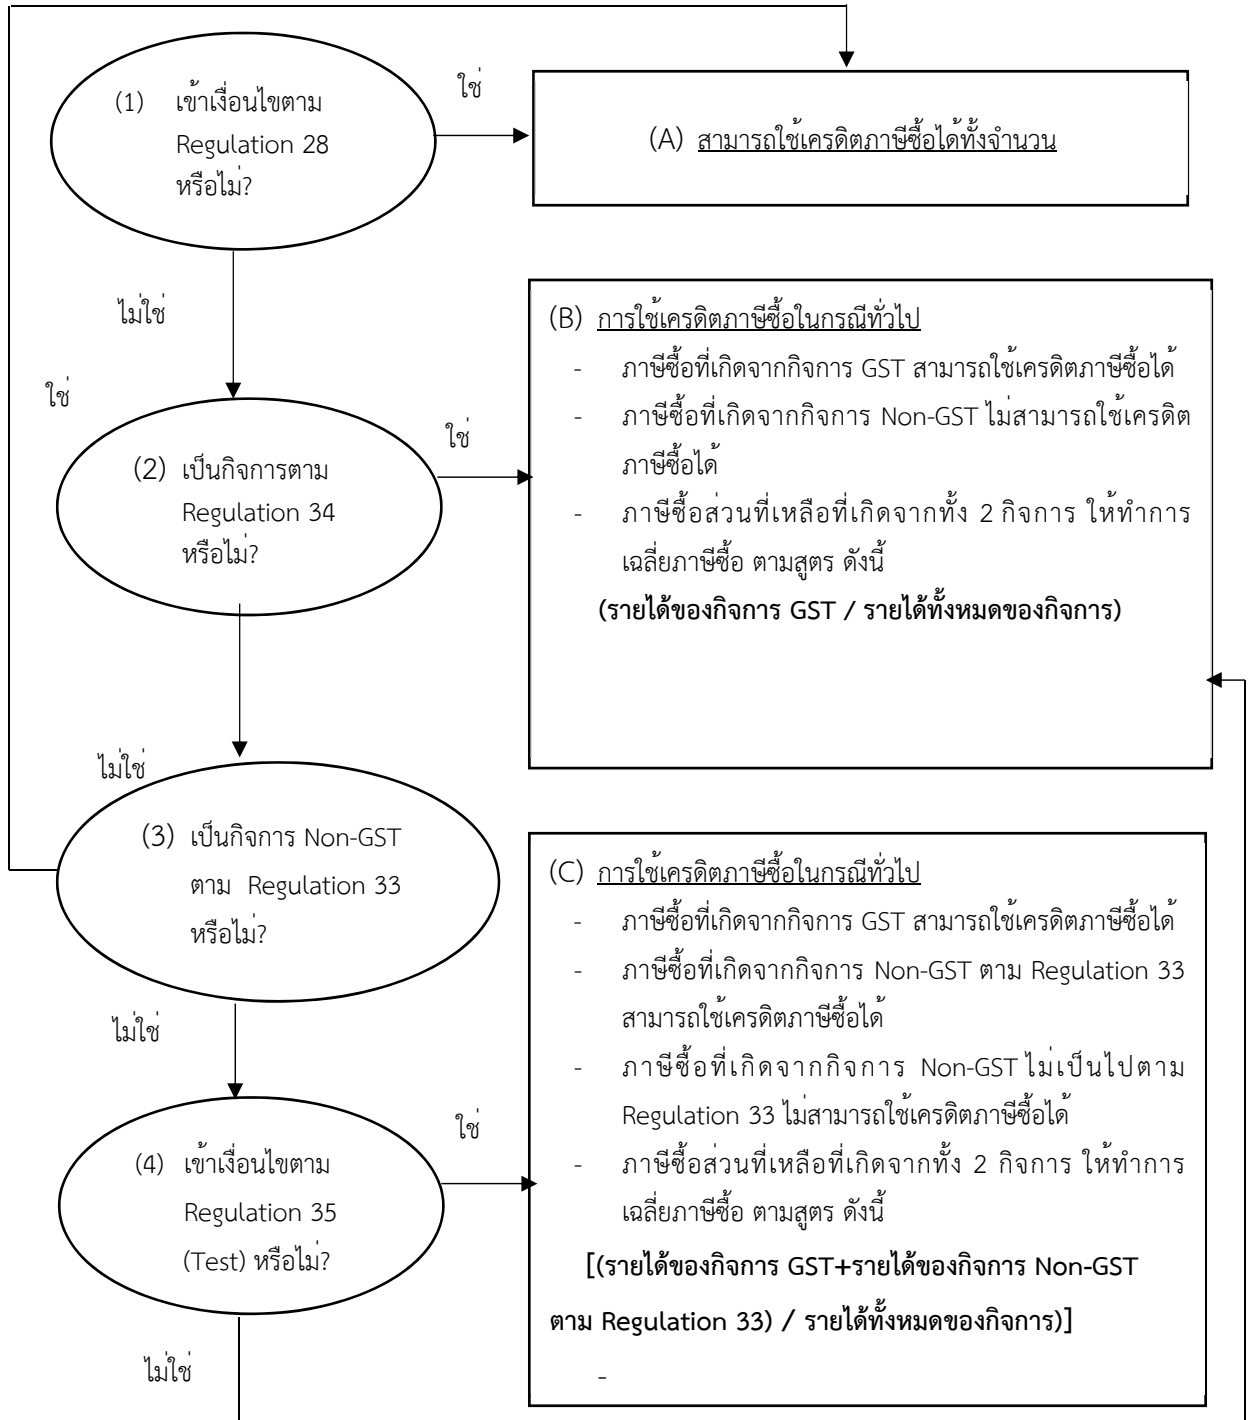 ใช่
(1) เข้าเงื่อนไขตาม
Regulation 28
หรือไม่?
(A) สามารถใช้เครดิตภาษีซื้อได้ทั้งจำนวน
ไม่ใช่
ใช่
(B) การใช้เครดิตภาษีซื้อในกรณีทั่วไป
- ภาษีซื้อที่เกิดจากกิจการ GST สามารถใช้เครดิตภาษีซื้อได้
- ภาษีซื้อที่เกิดจากกิจการ Non-GST ไม่สามารถใช้เครดิต
ภาษีซื้อได้
- ภาษีซื้อส่วนที่เหลือที่เกิดจากทั้ง 2 กิจการ ให้ทำการ
เฉลี่ยภาษีซื้อ ตามสูตร ดังนี้
(รายได้ของกิจการ GST / รายได้ทั้งหมดของกิจการ)
ใช่
(2) เป็นกิจการตาม
Regulation 34
หรือไม่?
ไม่ใช่
(3) เป็นกิจการ Non-GST
ตาม Regulation 33
หรือไม่?
ไม่ใช่
(C) การใช้เครดิตภาษีซื้อในกรณีทั่วไป
- ภาษีซื้อที่เกิดจากกิจการ GST สามารถใช้เครดิตภาษีซื้อได้
- ภาษีซื้อที่เกิดจากกิจการ Non-GST ตาม Regulation 33
สามารถใช้เครดิตภาษีซื้อได้
- ภาษีซื้อที่เกิดจากกิจการ Non-GST ไม่เป็นไปตาม
Regulation 33 ไม่สามารถใช้เครดิตภาษีซื้อได้
- ภาษีซื้อส่วนที่เหลือที่เกิดจากทั้ง 2 กิจการ ให้ทำการ
เฉลี่ยภาษีซื้อ ตามสูตร ดังนี้
[(รายได้ของกิจการ GST+รายได้ของกิจการ Non-GST
ตาม Regulation 33) / รายได้ทั้งหมดของกิจการ)]
-
ใช่
(4) เข้าเงื่อนไขตาม
Regulation 35
(Test) หรือไม่?
ไม่ใช่